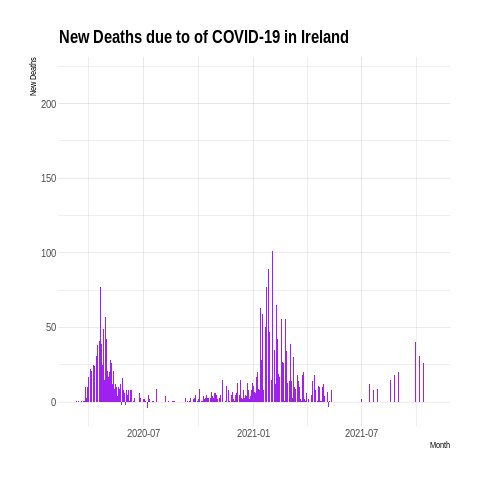 New Deaths due to of COVID-19 in Ireland
New Deaths
200
150
100
50
0
2020-07
2021-01
2021-07
Month